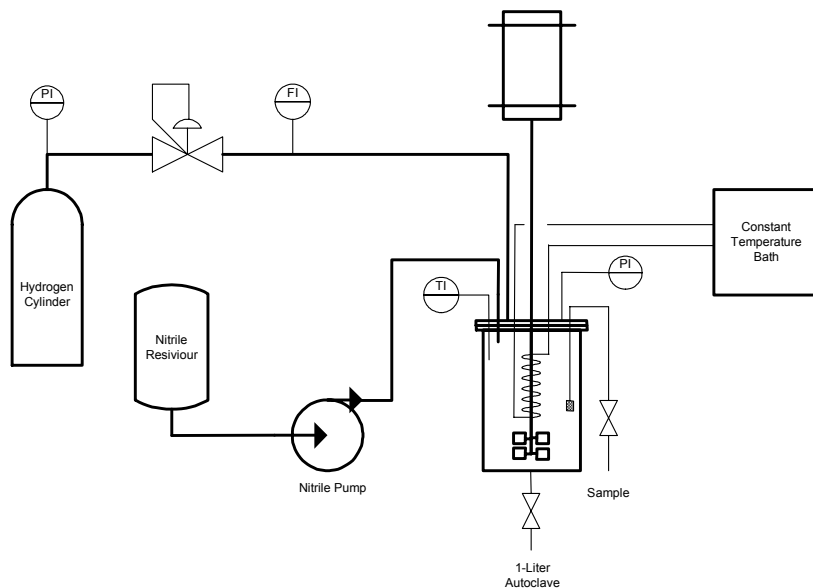 PI
FI
Constant
Temperature
Bath
PI
TI
Hydrogen
Cylinder
Nitrile
Resiviour
Nitrile Pump
Sample
1-Liter
Autoclave